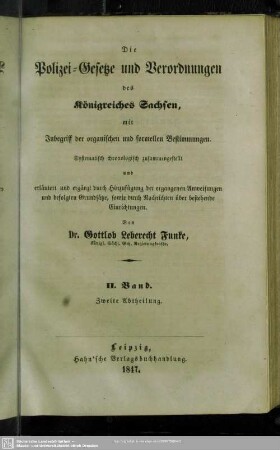 Die
Polizei-Gesetze und Verordnungen
des
Königreiches Sachsen,
mit
Inbegriff der organischen und formellen Bestimmungen.
Systematisch chronologisch zusammengestellt
und
erläutert und ergänzt durch Hinzufügung der ergangenen Anweisungen
und befolgten Grundsätze, sowie durch Nachrichten über bestehende
Einrichtungen.
Von
Dr. Gottlob Leberecht Funke,
Königl. Sächs.
II. Band.
Zweite Abtheilung.
Leipzig,
Hahn'sche Verlagsbuchhandlung.
1847.